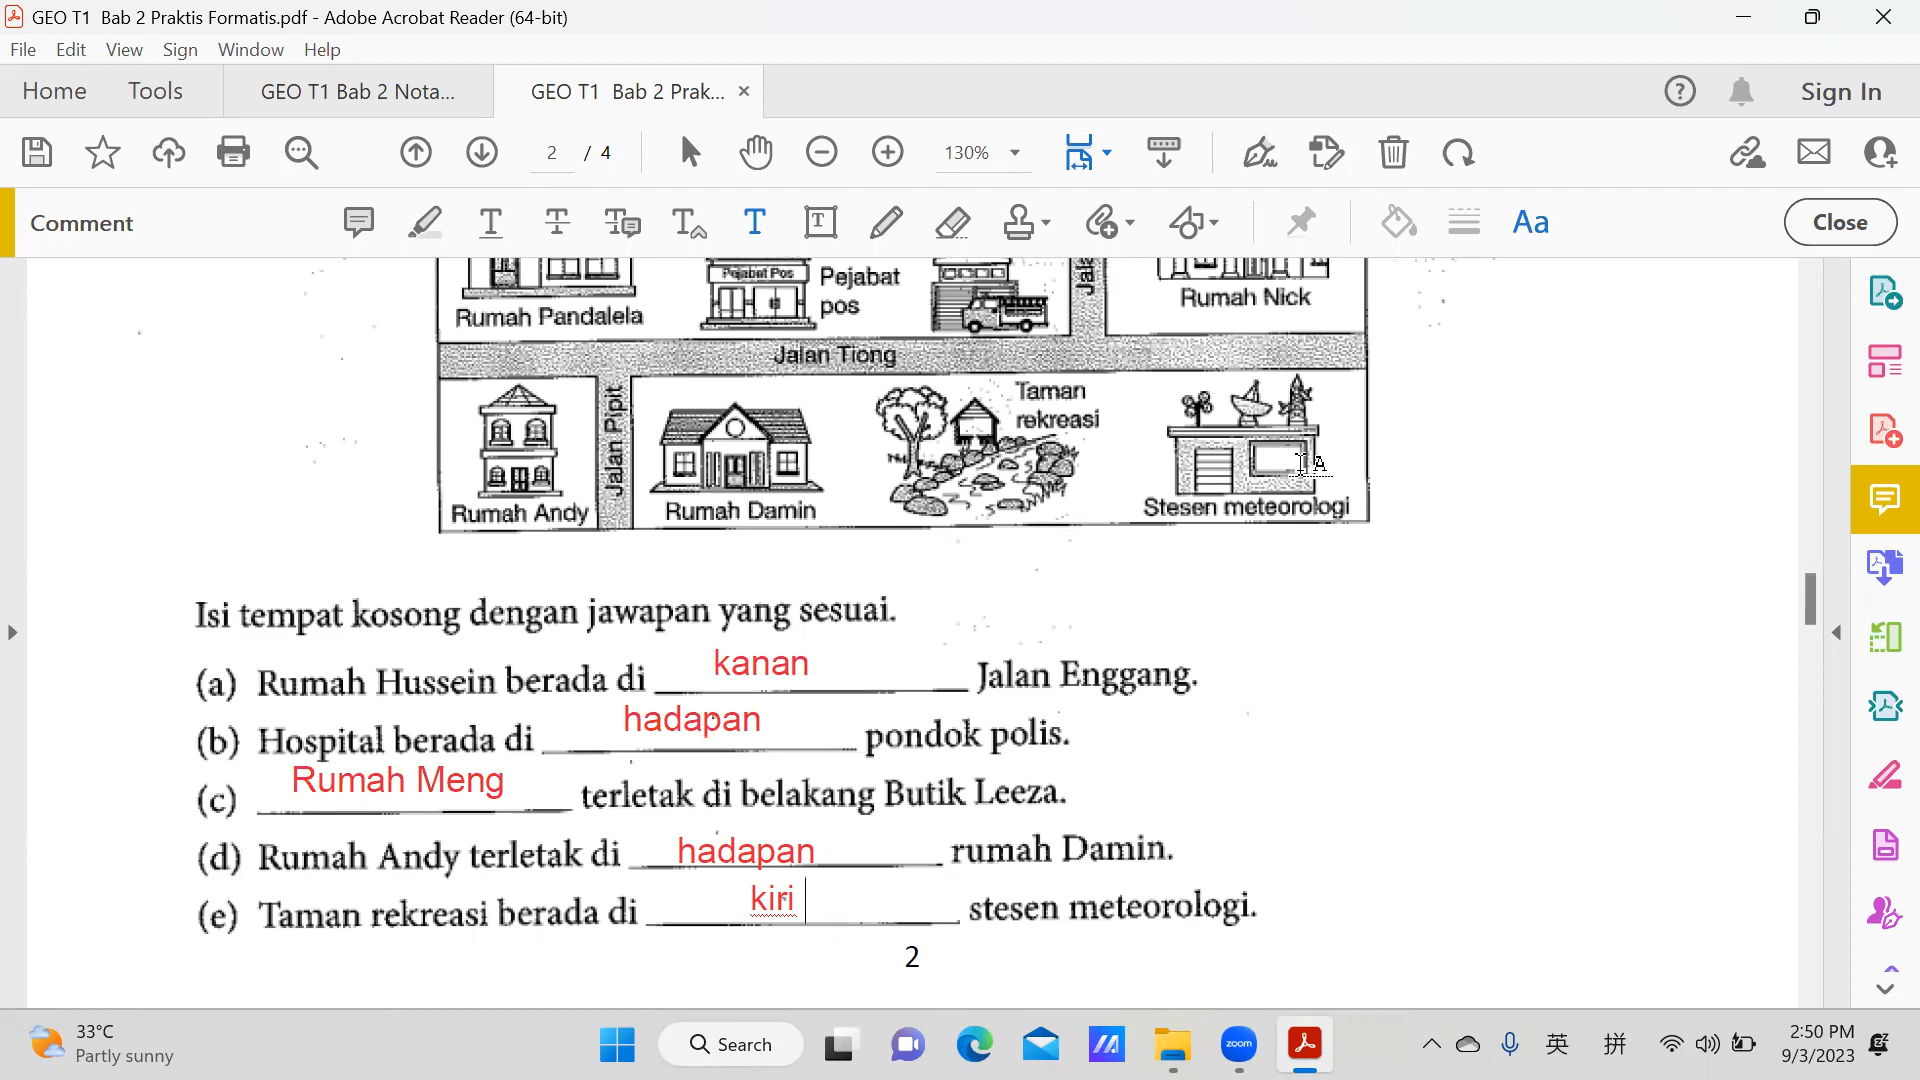 GEO T1  Bab 2 Praktis Formatis.pdf - Adobe Acrobat Reader (64-bit)
File Edit View Sign Window Help
Home Tools GEO T1 Bab 2 Nota... GEO T1  Bab 2 Prak... Sign In
2 / 4 130%
Comment Aa Close
Pejabat Pos
Pejabat
pos
Rumah Nick
Rumah Pandalela
Jalan Tiong
Jalan Pipit
Taman
rekreasi
Rumah Andy
Rumah Damin
Stesen meteorologi
Isi tempat kosong dengan jawapan yang sesuai.
(a) Rumah Hussein berada di kanan Jalan Enggang.
(b) Hospital berada di hadapan pondok polis.
(c) Rumah Meng terletak di belakang Butik Leeza.
(d) Rumah Andy terletak di hadapan rumah Damin.
(e) Taman rekreasi berada di kiri stesen meteorologi.
2
33°C
Partly sunny
Search
zoom
英 拼
2:50 PM
9/3/2023